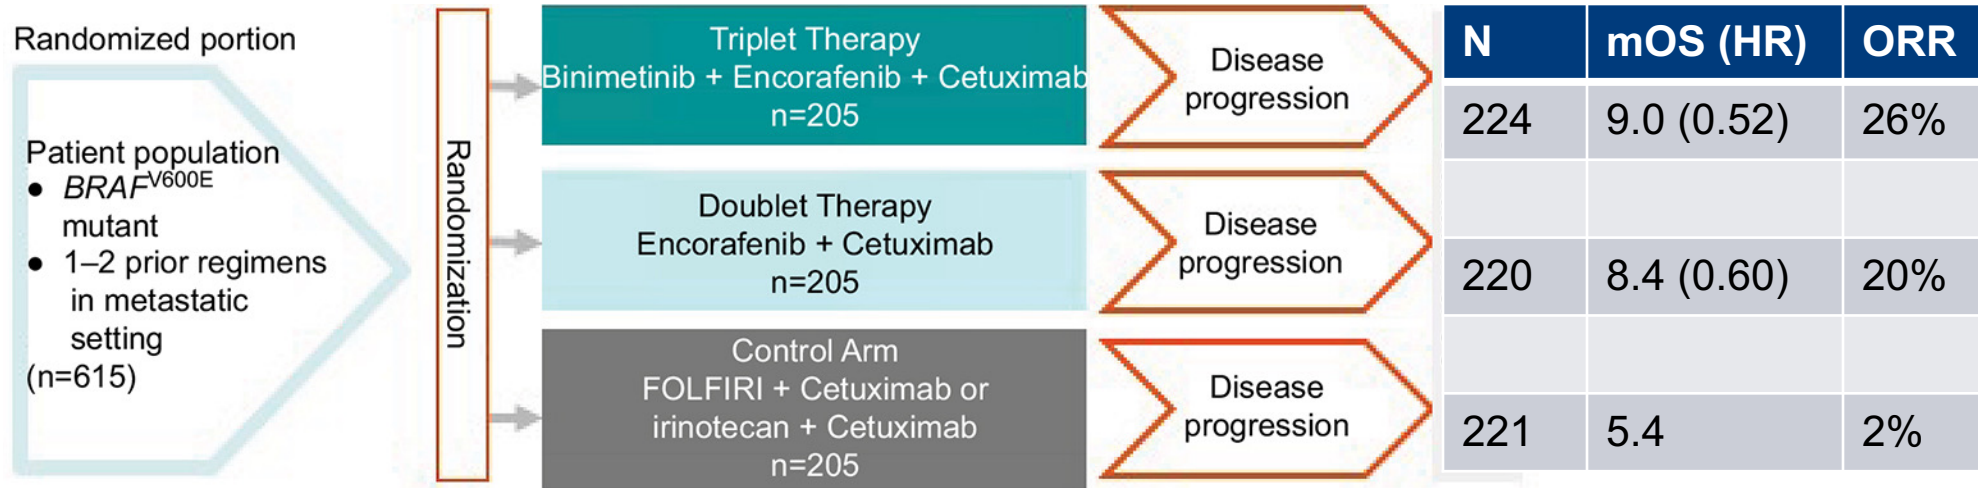 Randomized portion
Patient population
● BRAFV600E
mutant
● 1–2 prior regimens
in metastatic
setting
(n=615)
Randomization
Triplet Therapy
Binimetinib + Encorafenib + Cetuximab
n=205
Doublet Therapy
Encorafenib + Cetuximab
n=205
Control Arm
FOLFIRI + Cetuximab or
irinotecan + Cetuximab
n=205
Disease
progression
Disease
progression
Disease
progression
N mOS (HR) ORR
224 9.0 (0.52) 26%
220 8.4 (0.60) 20%
221 5.4 2%